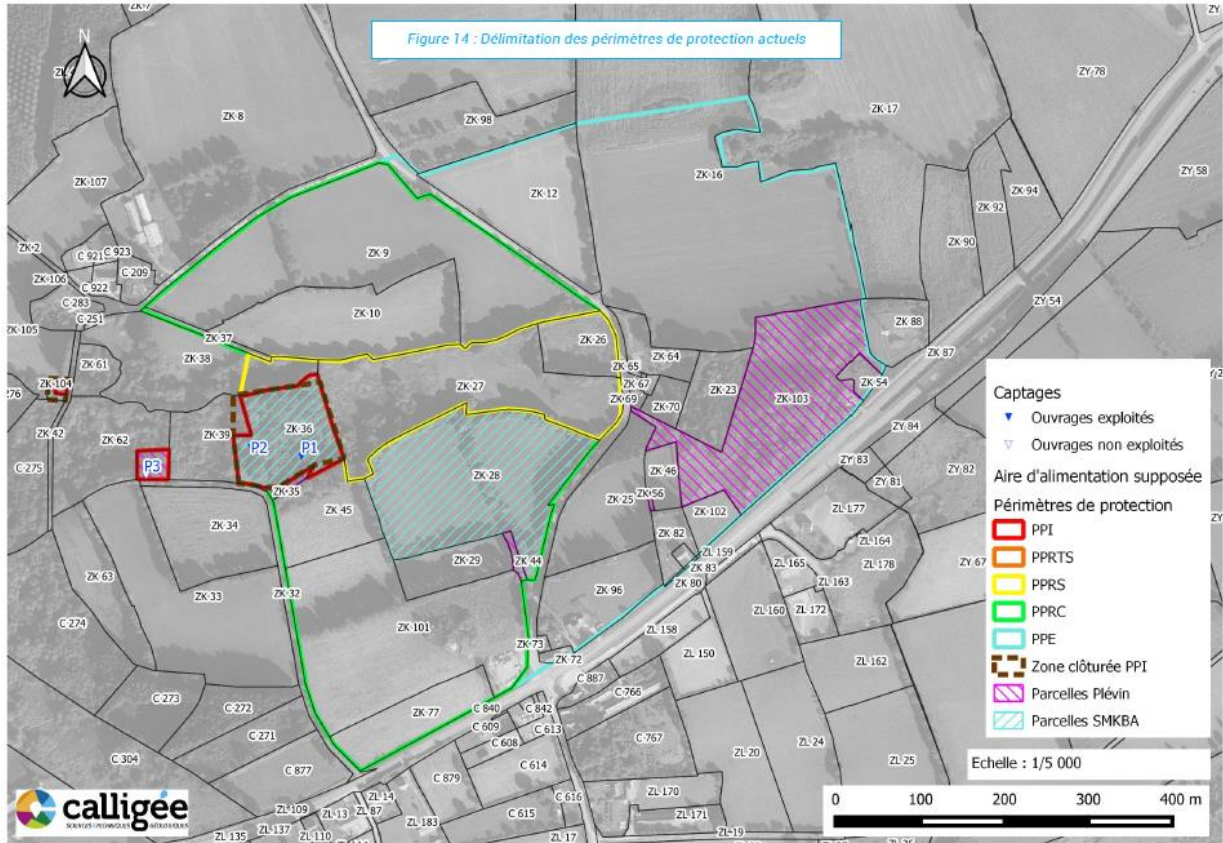 Figure 14 : Délimitation des périmètres de protection actuels
N
ZK-7
ZY-78
ZK-17
ZK-98
ZK-8
ZK-107
ZK-16
ZY-58
ZK-12
ZK-94
ZK-92
ZK-90
ZK-2
C 921
C 923
C 209
ZK-106
C 922
C-283
C-251
ZK-105
ZK-9
ZK-10
ZY-54
ZK-37
ZK-38
ZK-26
ZK-88
ZK-61
ZK-65
ZK-64
ZK-87
ZK-104
ZK-27
ZK-67
ZK-69
ZK-23
ZK-54
ZK-103
ZK-70
ZK-42
ZK-39
ZK-36
ZY-84
ZK-62
P2
P1
P3
ZY-83
ZY-82
C-275
ZK-28
ZK-46
ZY-81
ZK-35
ZK-45
ZK-25
ZK-56
ZK-102
ZL-177
ZK-34
ZK-82
ZL-164
ZL-159
ZK-29
ZK 44
ZK 83
ZL-165
ZL-178
ZY-67
ZK-63
ZK-80
ZL-163
ZK-32
ZK-33
ZK-96
ZL-160
ZL-172
C-274
ZK-101
ZL-158
ZK-73
ZL 150
ZK-72
ZL-162
C 887
C-273
C-766
C-272
ZK-77
C 840
C 842
C-271
C 609
C 613
C 608
C-767
ZL-24
C 304
ZL-20
ZL-25
C 877
C 879
C 614
ZL-14
C 616
ZL-170
ZL-109
ZL-13
ZL 87
C 615
ZL-171
ZL-183
ZL-137
ZL-110
ZL-135
ZL-17
ZL-19
Captages
Ouvrages exploités
Ouvrages non exploités
Aire d'alimentation supposée
Périmètres de protection
PPI
PPRTS
PPRS
PPRC
PPE
Zone clôturée PPI
Parcelles Plévin
Parcelles SMKBA
Echelle : 1/5 000
0 100 200 300 400 m
calligée
SCIENCES & TECHNIQUES GÉOLOGIQUES